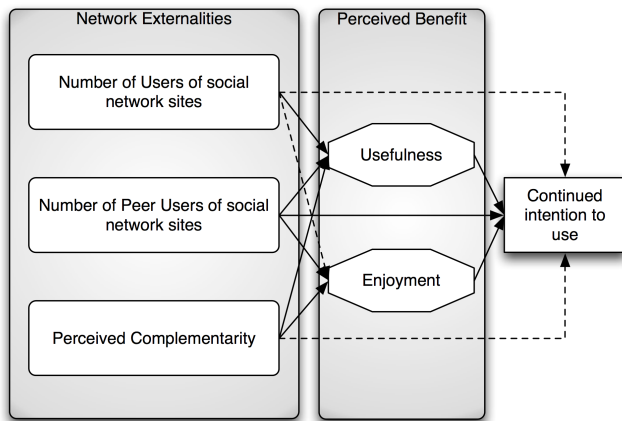 Network Externalities
Perceived Benefit
Number of Users of social
network sites
Usefulness
Number of Peer Users of social
network sites
Continued
intention to
use
Enjoyment
Perceived Complementarity